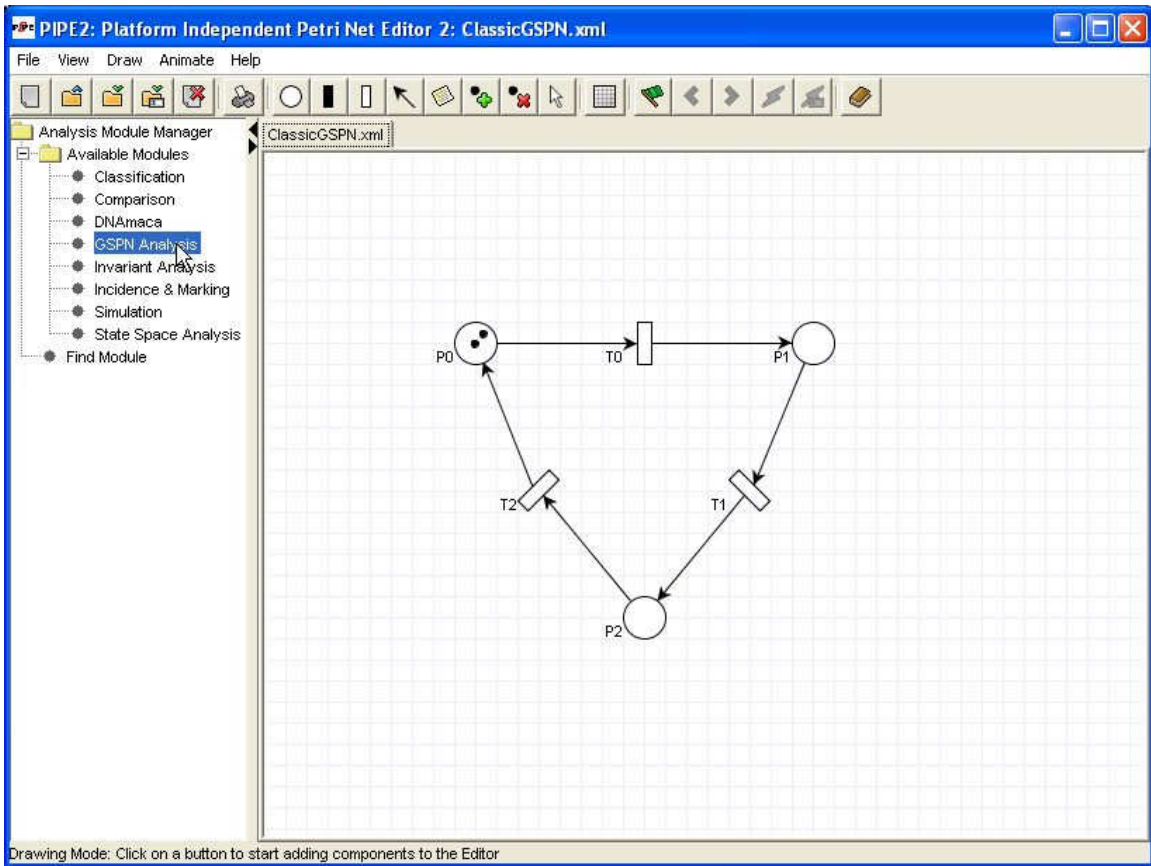 PIPE2: Platform Independent Petri Net Editor 2: ClassicGSPN.xml
File View Draw Animate Help
Analysis Module Manager
Available Modules
Classification
Comparison
DNAmaca
GSPN Analysis
Invariant Analysis
Incidence & Marking
Simulation
State Space Analysis
Find Module
ClassicGSPN.xml
P0
T0
P1
T2
T1
P2
Drawing Mode: Click on a button to start adding components to the Editor